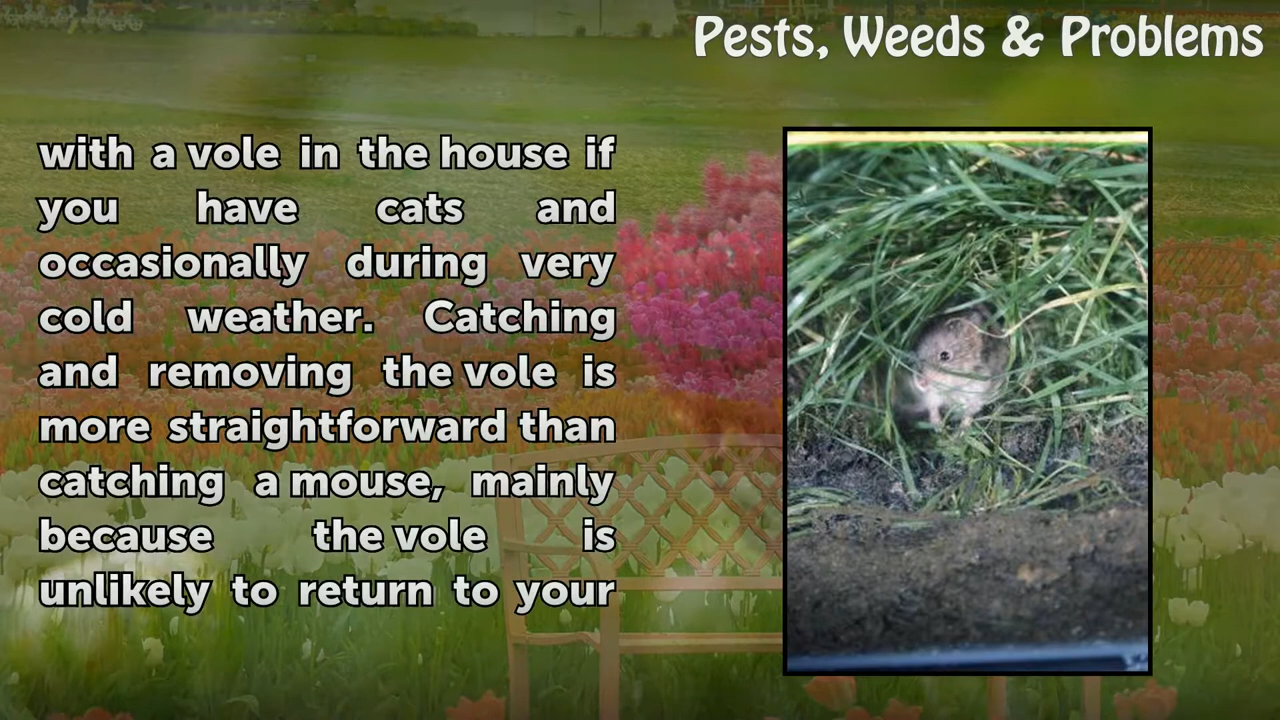 Pests, Weeds & Problems
with a vole in the house if
you have cats and
occasionally during very
cold weather. Catching
and removing the vole is
more straightforward than
catching a mouse, mainly
because the vole is
unlikely to return to your